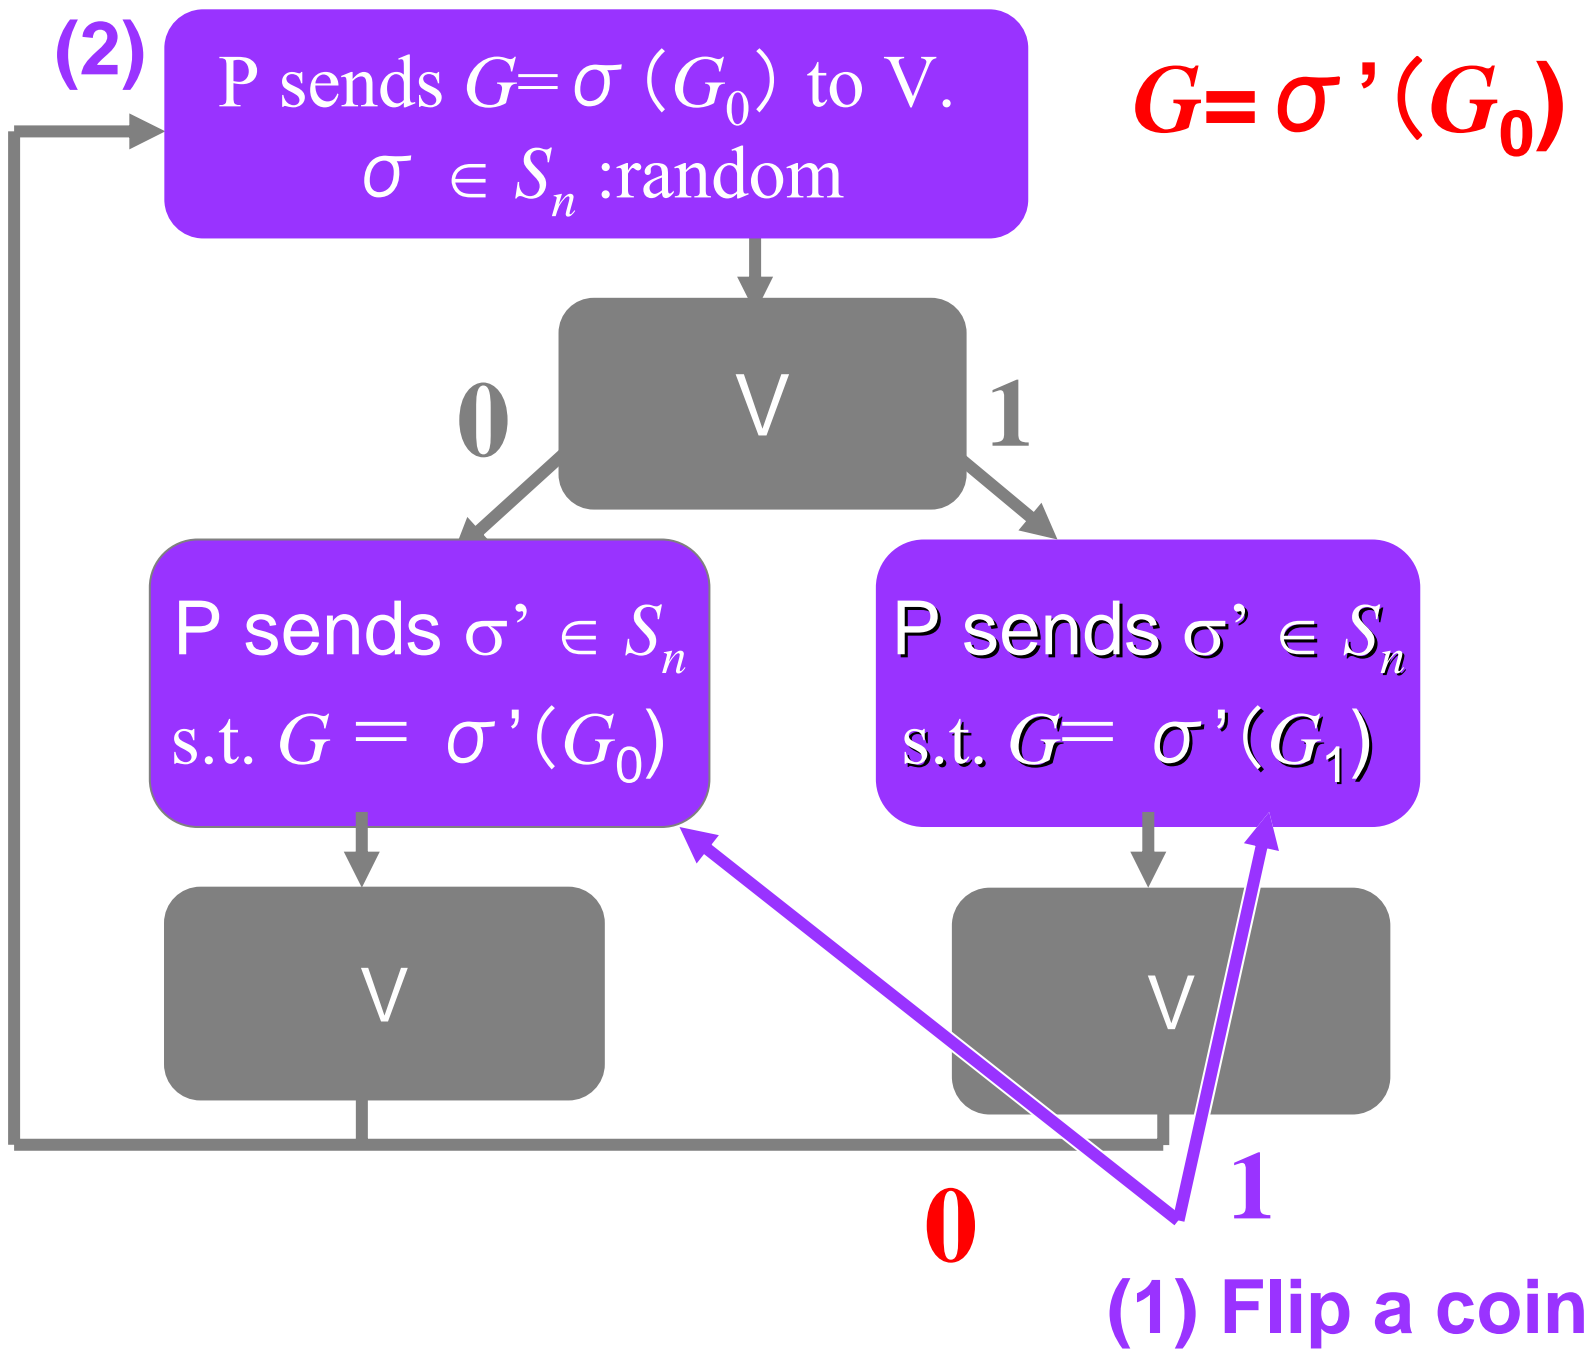 (2)
P sends G=σ（G₀）to V.
σ ∈ Sₙ :random
G=σ’（G₀)
V
0
1
P sends σ’ ∈ Sₙ
s.t. G＝ σ’（G₀)
P sends σ’ ∈ Sₙ
s.t. G＝ σ’（G₁)
V
V
0
1
(1) Flip a coin